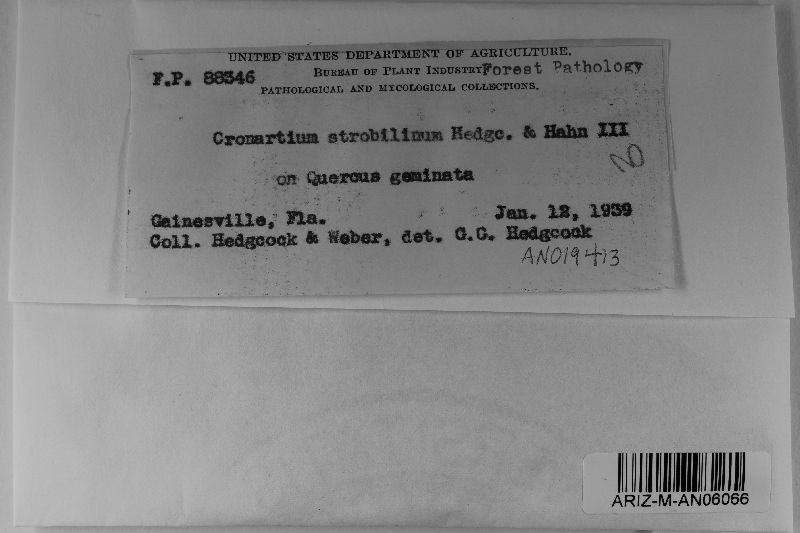 UNITED STATES DEPARTMENT OF AGRICULTURE.
F.P. 88346 BUREAU OF PLANT INDUSTRY Forest Pathology
PATHOLOGICAL AND MYCOLOGICAL COLLECTIONS.
Cronartium strobilinum Hedgc. & Hahn III
on Quercus geminata
Gainesville, Fla. Jan. 12, 1939
Coll. Hedgcock & Weber, det. G.G. Hedgcock
AN019413
ARIZ-M-AN06066